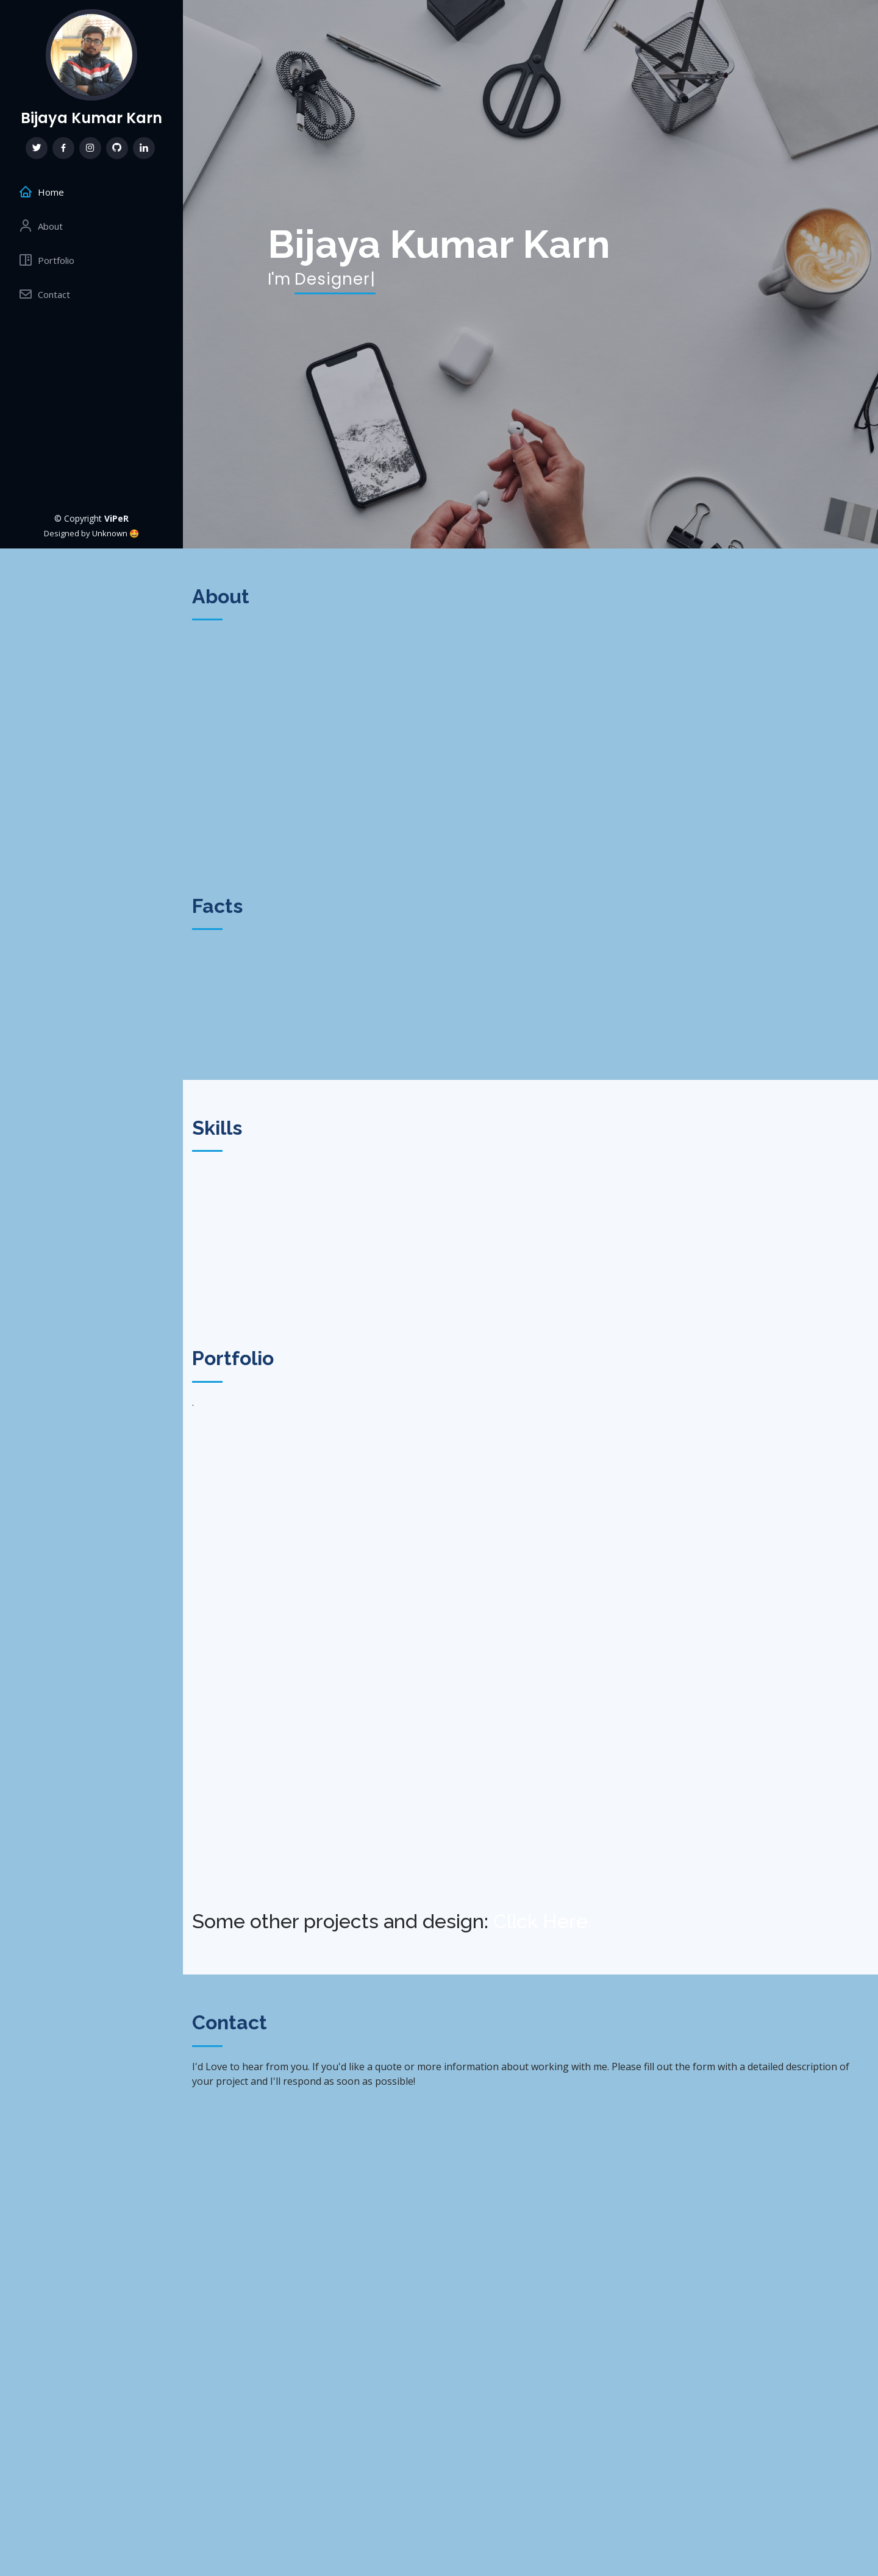 Bijaya Kumar Karn
Home
About
Portfolio
Contact
© Copyright ViPeR
Designed by Unknown 🤩
Bijaya Kumar Karn
I'm Designer|
About
Facts
Skills
Portfolio
.
Some other projects and design: Click Here
Contact
I'd Love to hear from you. If you'd like a quote or more information about working with me. Please fill out the form with a detailed description of
your project and I'll respond as soon as possible!